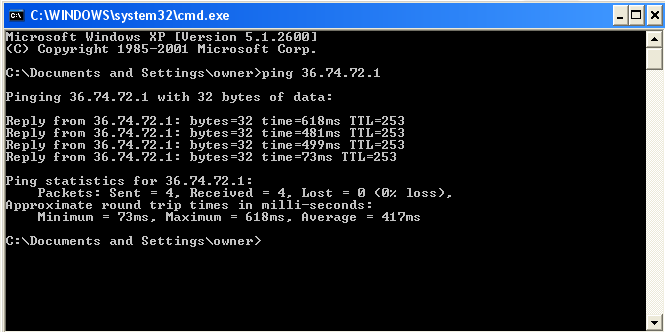 C:\WINDOWS\system32\cmd.exe
Microsoft Windows XP [Version 5.1.2600]
(C) Copyright 1985-2001 Microsoft Corp.
C:\Documents and Settings\owner>ping 36.74.72.1
Pinging 36.74.72.1 with 32 bytes of data:
Reply from 36.74.72.1: bytes=32 time=618ms TTL=253
Reply from 36.74.72.1: bytes=32 time=481ms TTL=253
Reply from 36.74.72.1: bytes=32 time=499ms TTL=253
Reply from 36.74.72.1: bytes=32 time=73ms TTL=253
Ping statistics for 36.74.72.1:
    Packets: Sent = 4, Received = 4, Lost = 0 (0% loss),
Approximate round trip times in milli-seconds:
    Minimum = 73ms, Maximum = 618ms, Average = 417ms
C:\Documents and Settings\owner>